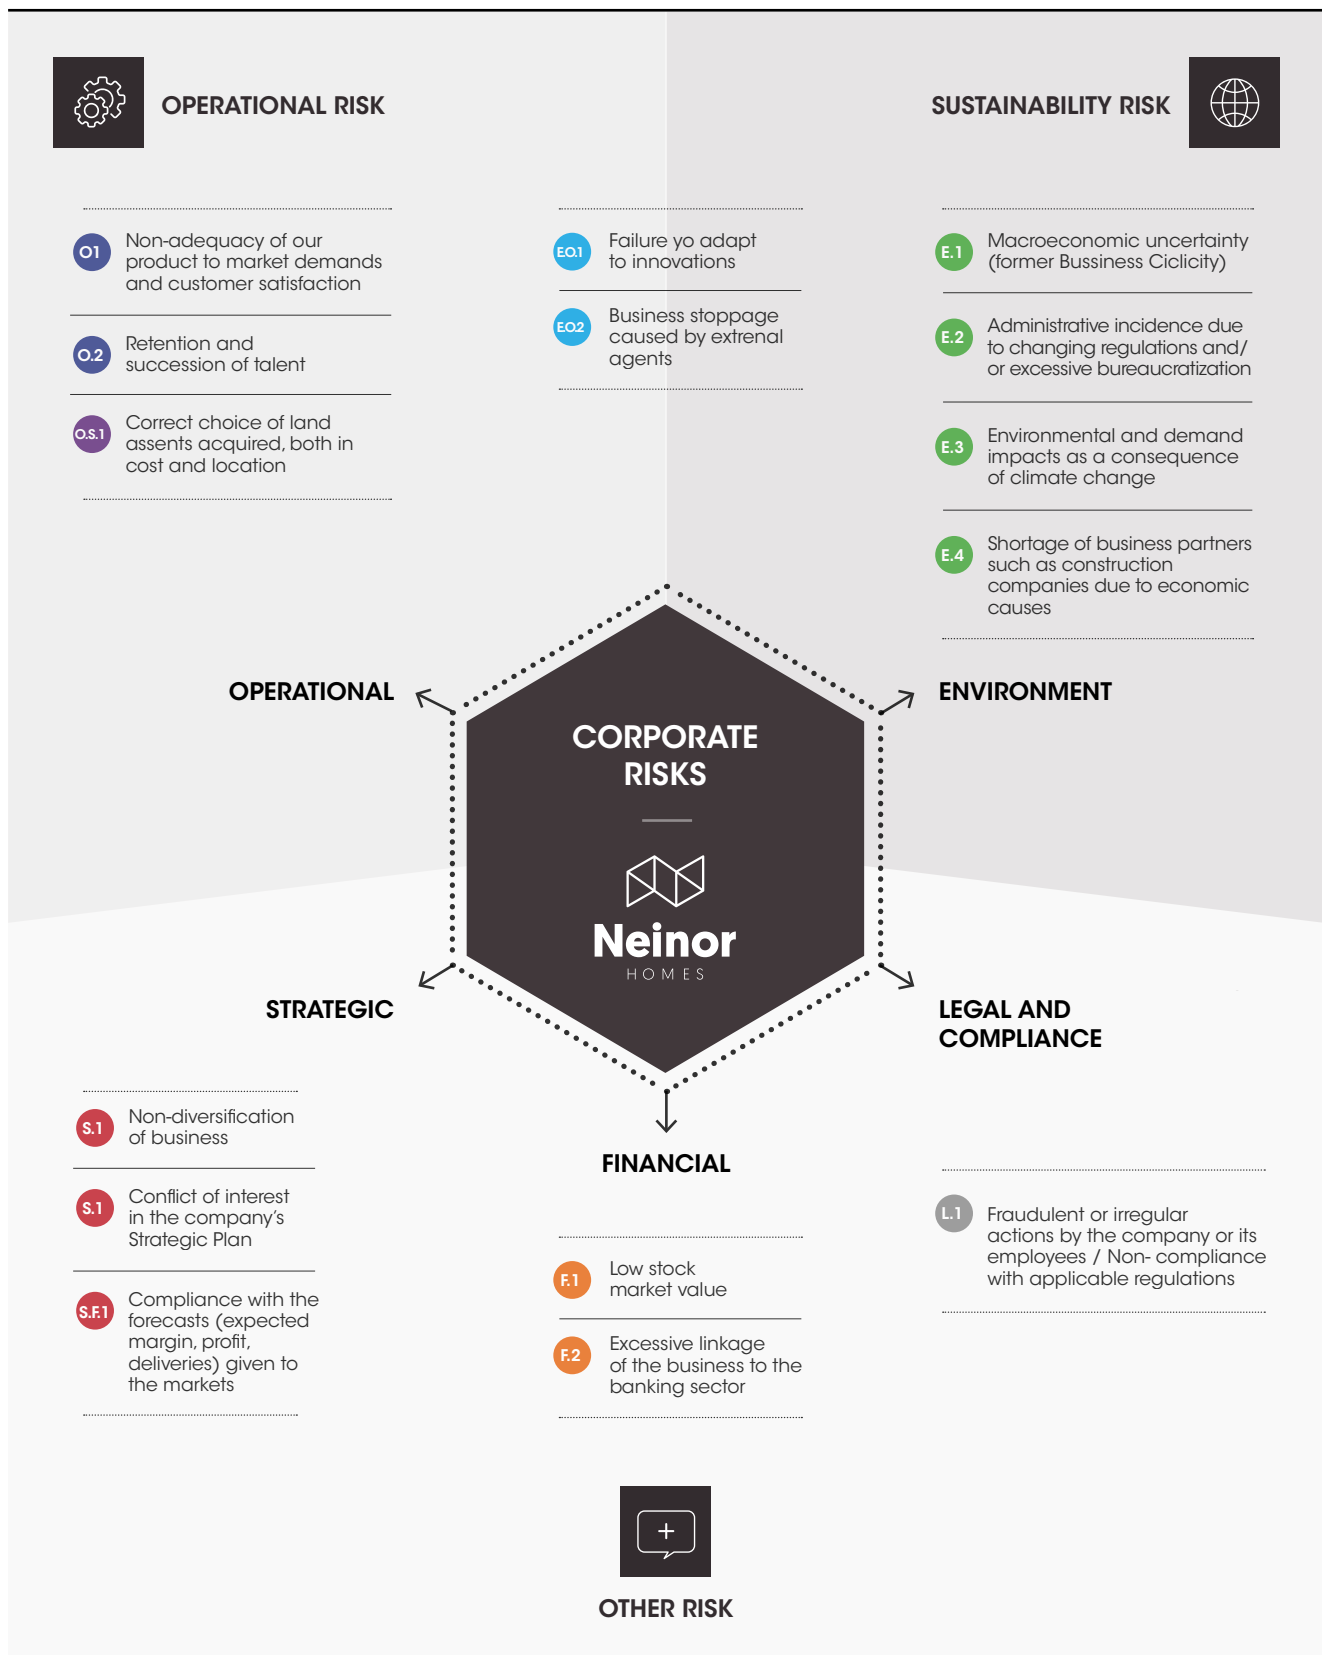 OPERATIONAL RISK
SUSTAINABILITY RISK
O1
Non-adequacy of our
product to market demands
and customer satisfaction
O.2
Retention and
succession of talent
O.S.1
Correct choice of land
assents acquired, both in
cost and location
E.O.1
Failure yo adapt
to innovations
E.O.2
Business stoppage
caused by extrenal
agents
E.1
Macroeconomic uncertainty
(former Bussiness Ciclicity)
E.2
Administrative incidence due
to changing regulations and/
or excessive bureaucratization
E.3
Environmental and demand
impacts as a consequence
of climate change
E.4
Shortage of business partners
such as construction
companies due to economic
causes
OPERATIONAL
ENVIRONMENT
CORPORATE
RISKS
Neinor
HOMES
STRATEGIC
LEGAL AND
COMPLIANCE
FINANCIAL
S.1
Non-diversification
of business
S.1
Conflict of interest
in the company's
Strategic Plan
S.F.1
Compliance with the
forecasts (expected
margin, profit,
deliveries) given to
the markets
F.1
Low stock
market value
F.2
Excessive linkage
of the business to the
banking sector
L.1
Fraudulent or irregular
actions by the company or its
employees / Non- compliance
with applicable regulations
OTHER RISK